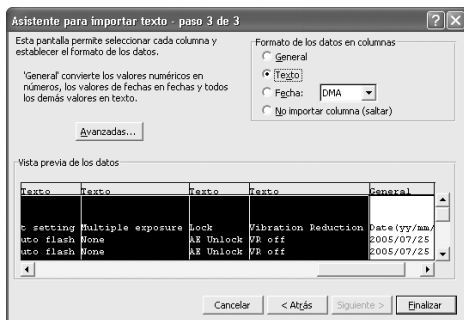 Asistente para importar texto - paso 3 de 3
Esta pantalla permite seleccionar cada columna y
establecer el formato de los datos.
'General' convierte los valores numéricos en
números, los valores de fechas en fechas y todos
los demás valores en texto.
Avanzadas...
Formato de los datos en columnas
General
Texto
Fecha: DMA
No importar columna (saltar)
Vista previa de los datos
Texto Texto Texto Texto General
t setting Multiple exposure Lock Vibration Reduction Date(yy/mm/
uto flash None AE Unlock VR off 2005/07/25
uto flash None AE Unlock VR off 2005/07/25
Cancelar < Atrás Siguiente > Finalizar